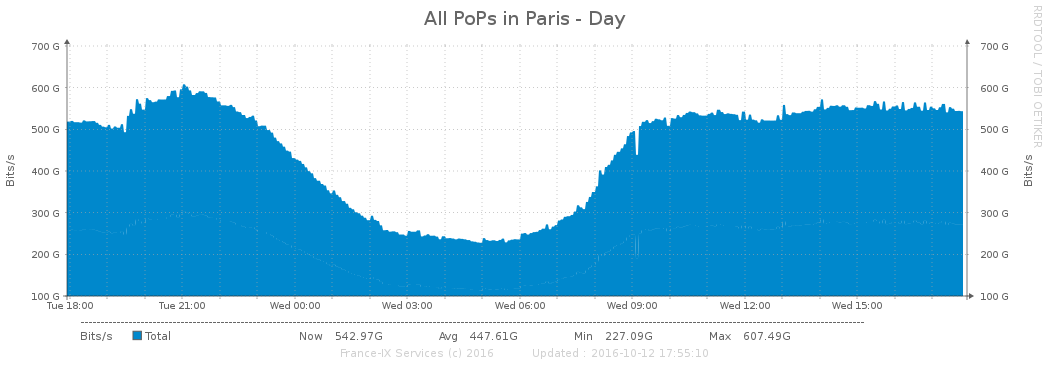 All PoPs in Paris - Day
RRDTOOL / TOBI OETIKER
Bits/s
700 G
600 G
500 G
400 G
300 G
200 G
100 G
700 G
600 G
500 G
400 G
300 G
200 G
100 G
Bits/s
Tue 18:00 Tue 21:00 Wed 00:00 Wed 03:00 Wed 06:00 Wed 09:00 Wed 12:00 Wed 15:00
Bits/s Total Now 542.97G Avg 447.61G Min 227.09G Max 607.49G
France-IX Services (c) 2016 Updated : 2016-10-12 17:55:10